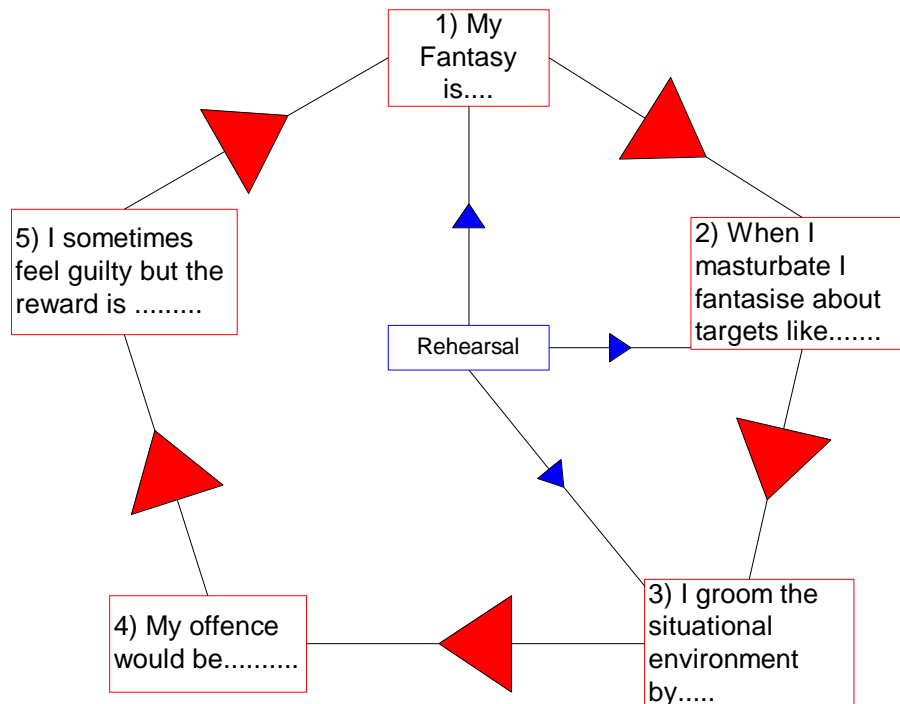 1) My
Fantasy
is....
5) I sometimes
feel guilty but the
reward is .........
2) When I
masturbate I
fantasise about
targets like.......
Rehearsal
4) My offence
would be..........
3) I groom the
situational
environment
by.....